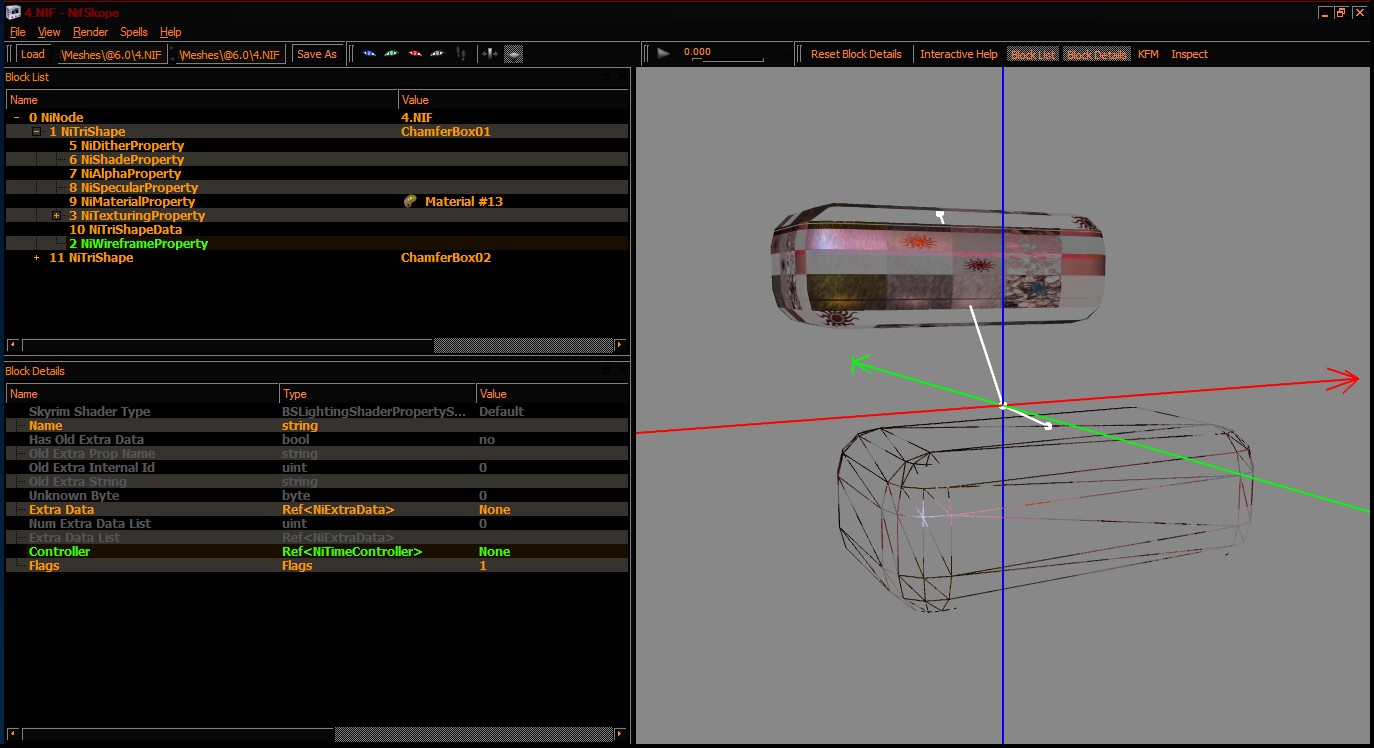 4.NIF - NifSkope
File View Render Spells Help
Load \Meshes\@6.0\4.NIF \Meshes\@6.0\4.NIF Save As 0.000 Reset Block Details Interactive Help Block List Block Details KFM Inspect
Block List
Name Value
0 NiNode 4.NIF
1 NiTriShape ChamferBox01
5 NiDitherProperty
6 NiShadeProperty
7 NiAlphaProperty
8 NiSpecularProperty
9 NiMaterialProperty Material #13
3 NiTexturingProperty
10 NiTriShapeData
2 NiWireframeProperty
11 NiTriShape ChamferBox02
Block Details
Name Type Value
Skyrim Shader Type BSLightingShaderPropertyS... Default
Name string
Has Old Extra Data bool no
Old Extra Prop Name string
Old Extra Internal Id uint 0
Old Extra String string
Unknown Byte byte 0
Extra Data Ref<NiExtraData> None
Num Extra Data List uint 0
Extra Data List Ref<NiExtraData>
Controller Ref<NiTimeController> None
Flags Flags 1